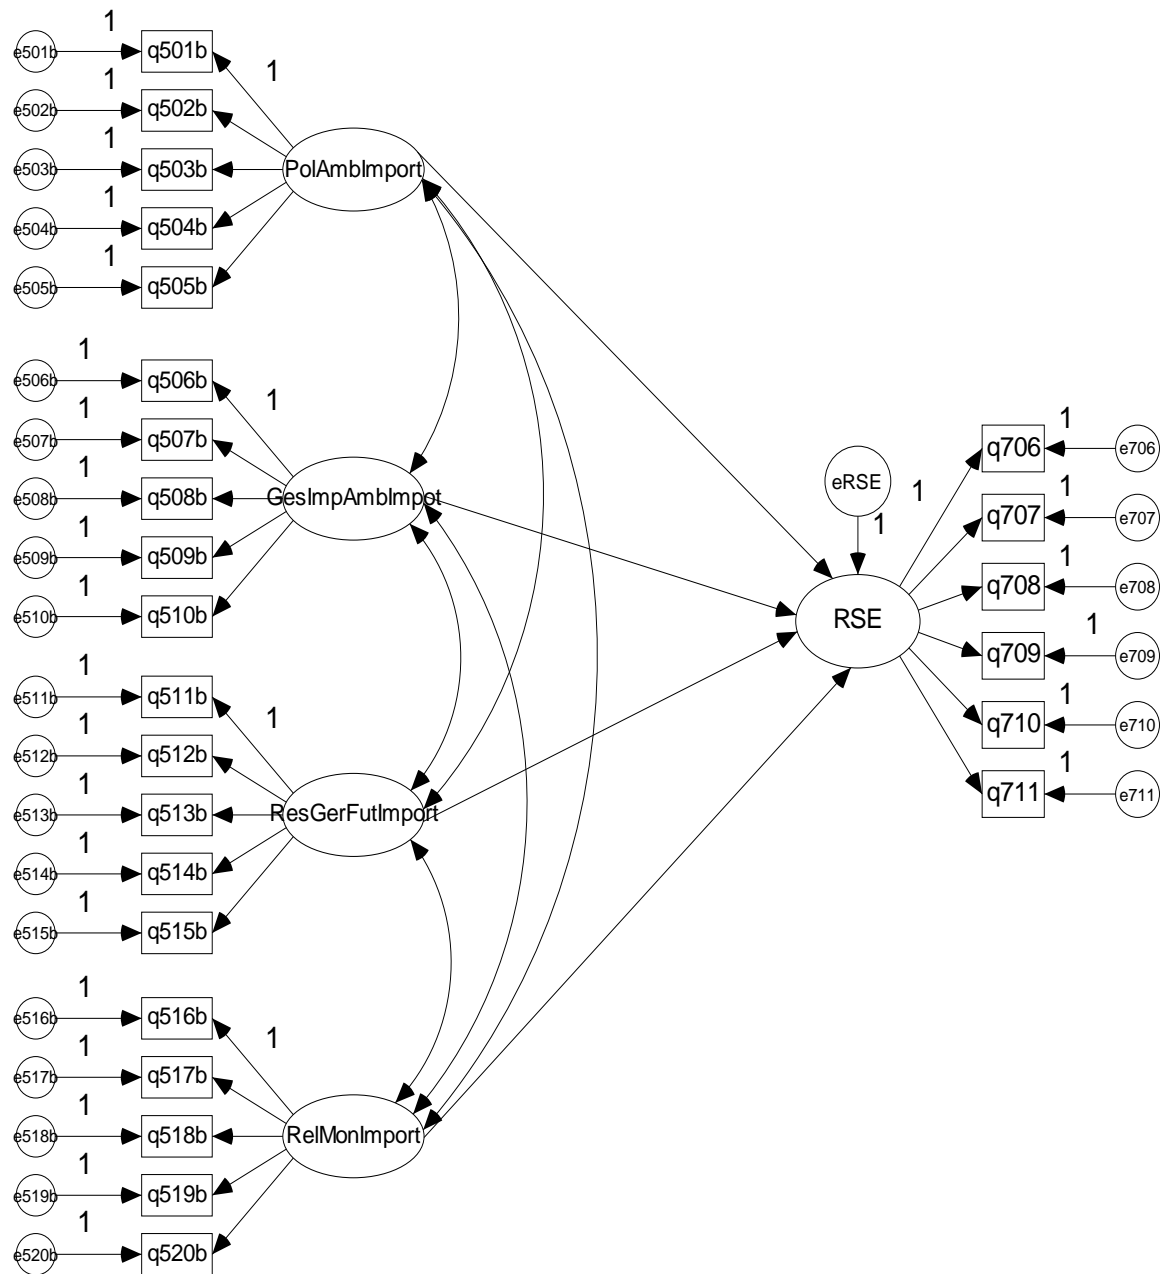 1
e501b q501b
1
1
e502b q502b
1
e503b q503b
PolAmbImport
1
e504b q504b
1
e505b q505b
1
e506b q506b
1
1
e507b q507b
1
e508b q508b
GesImpAmbImpot
1
e509b q509b
1
e510b q510b
1
e511b q511b
1
1
e512b q512b
1
e513b q513b
ResGerFutImport
1
e514b q514b
1
e515b q515b
1
e516b q516b
1
1
e517b q517b
1
e518b q518b
RelMonImport
1
e519b q519b
1
e520b q520b
eRSE
1
RSE
1
1
q706 e706
1
q707 e707
1
q708 e708
1
q709 e709
1
q710 e710
1
q711 e711